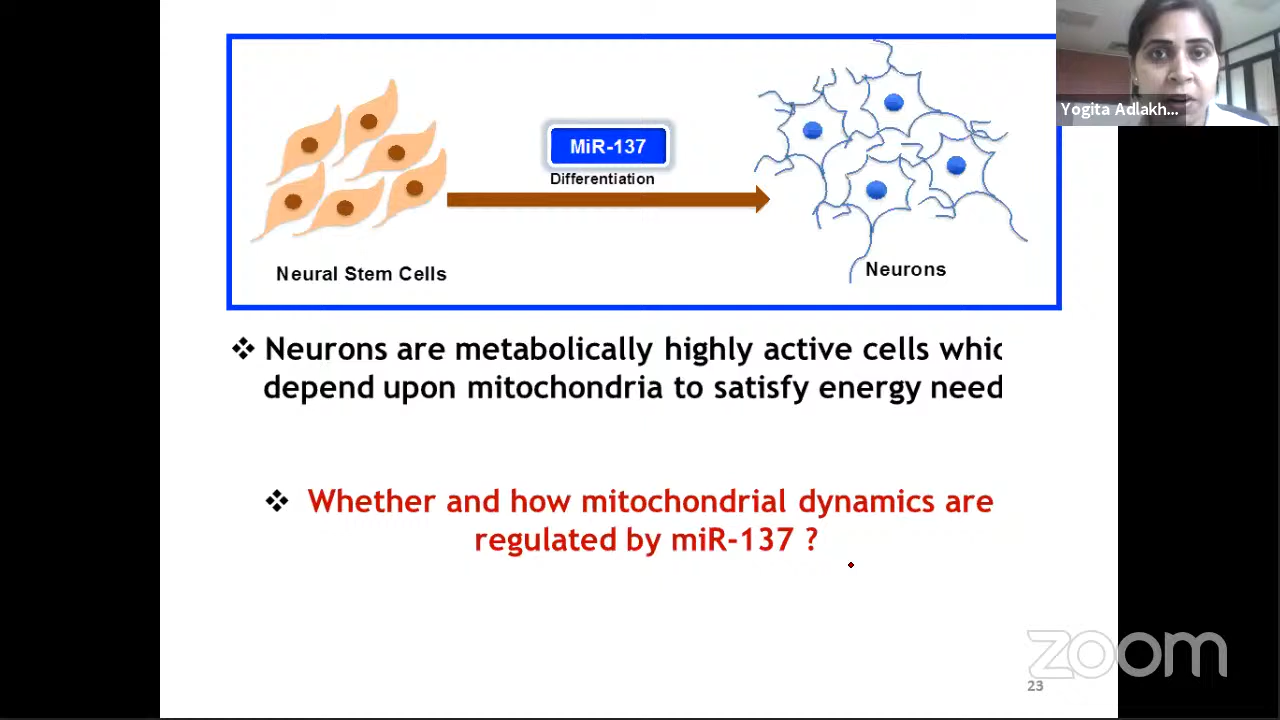 Yogita Adlakh...
MiR-137
Differentiation
Neural Stem Cells
Neurons
❖ Neurons are metabolically highly active cells whic
depend upon mitochondria to satisfy energy need
❖ Whether and how mitochondrial dynamics are
regulated by miR-137 ?
zoom
23